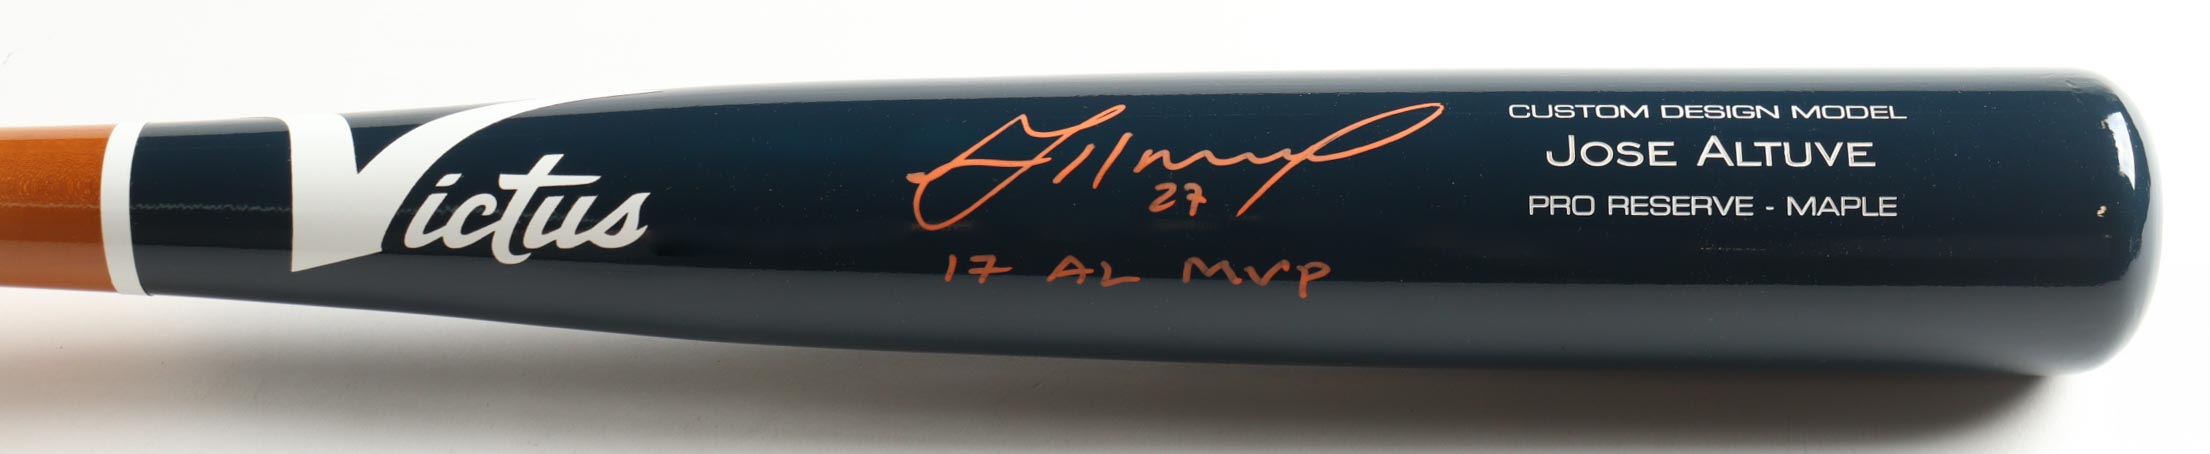 Victus
27
17 AL MVP
CUSTOM DESIGN MODEL
JOSE ALTUVE
PRO RESERVE - MAPLE